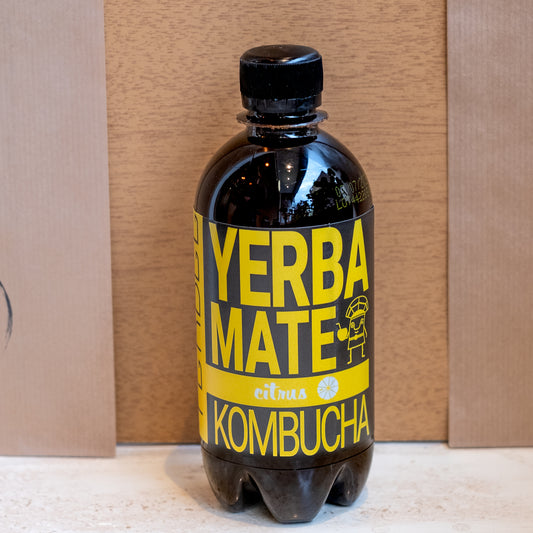 YERBA
MATE
citrus
KOMBUCHA